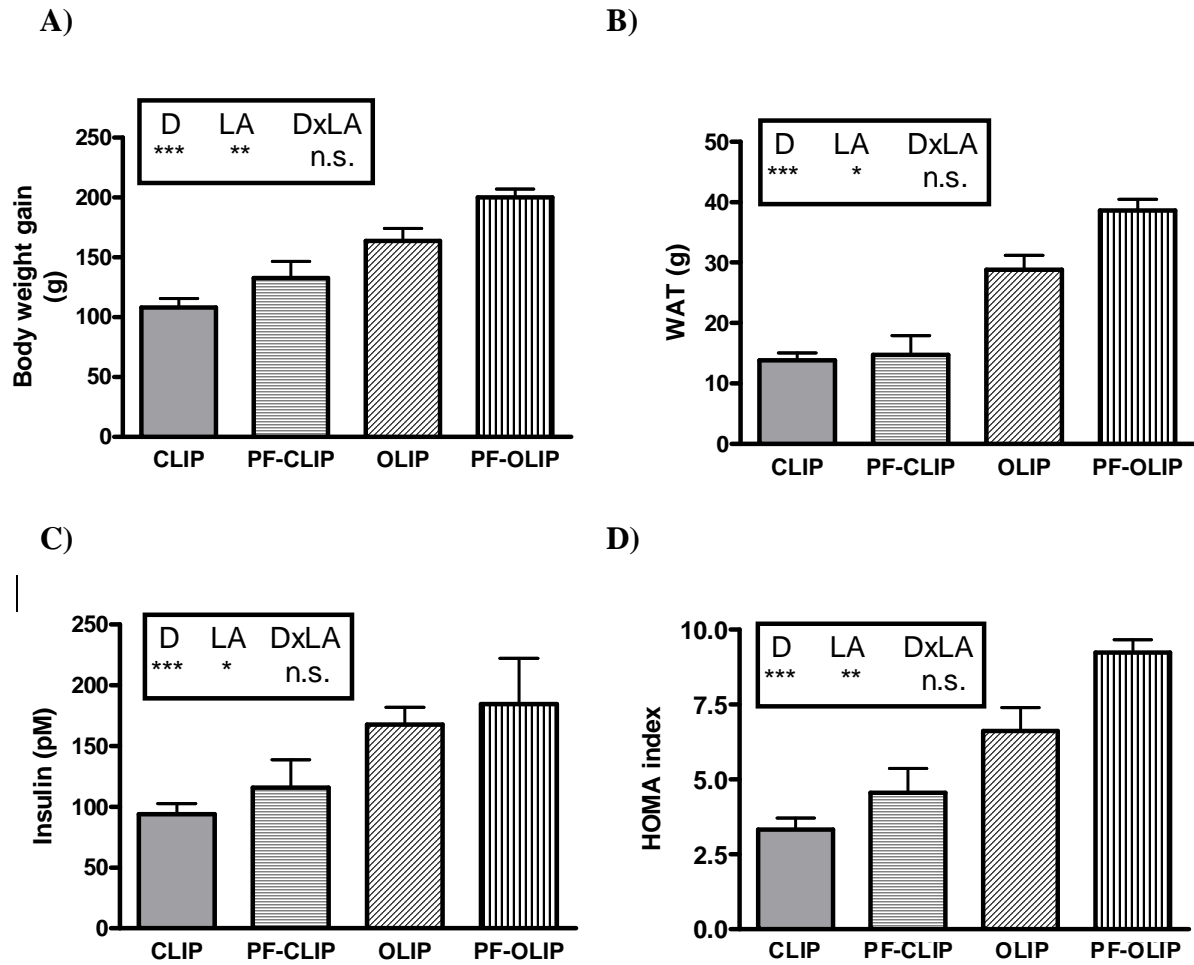 A)
D LA DxLA
*** ** n.s.
Body weight gain
(g)
250
200
150
100
50
0
CLIP PF-CLIP OLIP PF-OLIP
B)
D LA DxLA
*** * n.s.
WAT (g)
50
40
30
20
10
0
CLIP PF-CLIP OLIP PF-OLIP
C)
D LA DxLA
*** * n.s.
Insulin (pM)
250
200
150
100
50
0
CLIP PF-CLIP OLIP PF-OLIP
D)
D LA DxLA
*** ** n.s.
HOMA index
10.0
7.5
5.0
2.5
0.0
CLIP PF-CLIP OLIP PF-OLIP